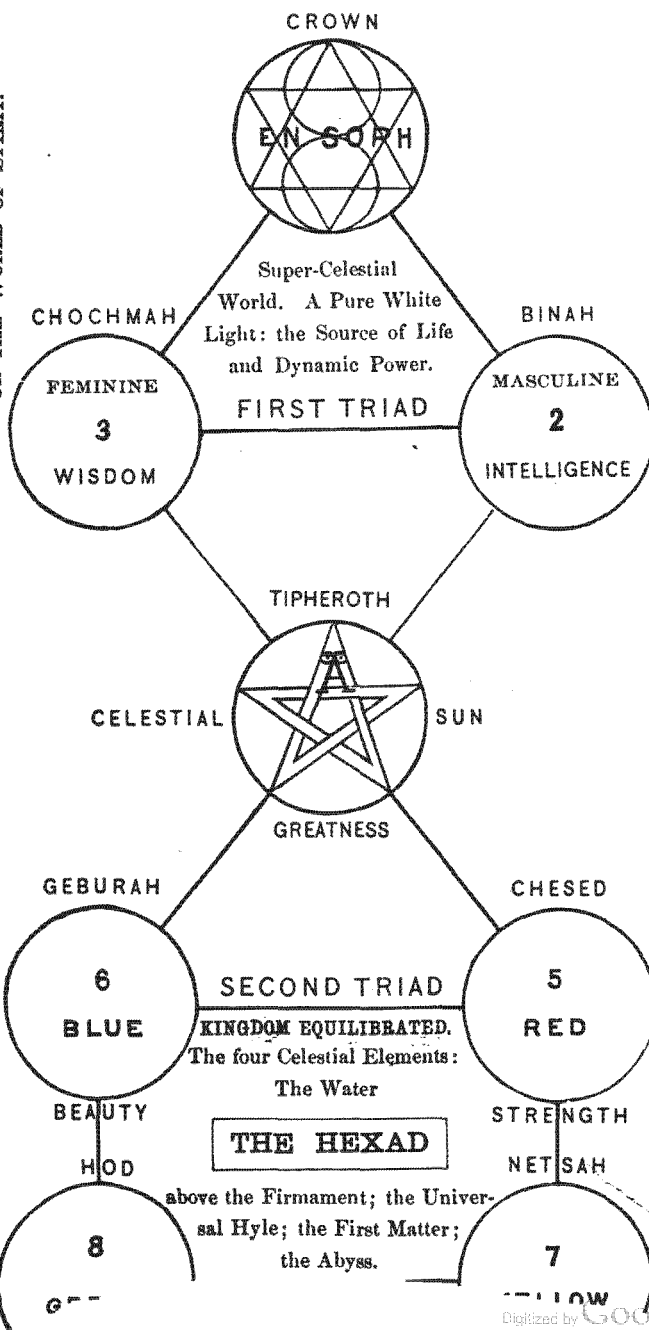 CROWN
EN SOPH
Super-Celestial
World. A Pure White
Light: the Source of Life
and Dynamic Power.
CHOCHMAH
BINAH
FEMININE
3
WISDOM
FIRST TRIAD
MASCULINE
2
INTELLIGENCE
TIPHEROTH
A
CELESTIAL
SUN
GREATNESS
GEBURAH
CHESED
6
BLUE
SECOND TRIAD
5
RED
KINGDOM EQUILIBRATED.
The four Celestial Elements:
The Water
BEAUTY
STRENGTH
THE HEXAD
HOD
NETSAH
above the Firmament; the Univer-
sal Hyle; the First Matter;
the Abyss.
8
7
Digitized by